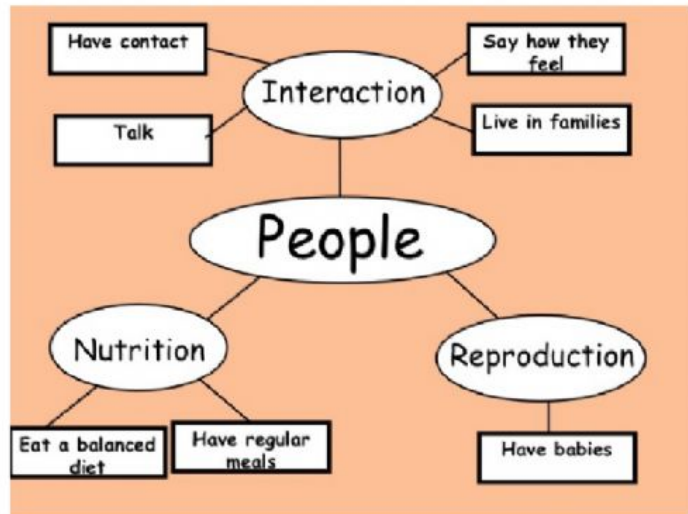 Have contact
Say how they
feel
Interaction
Talk
Live in families
People
Nutrition
Reproduction
Eat a balanced
diet
Have regular
meals
Have babies